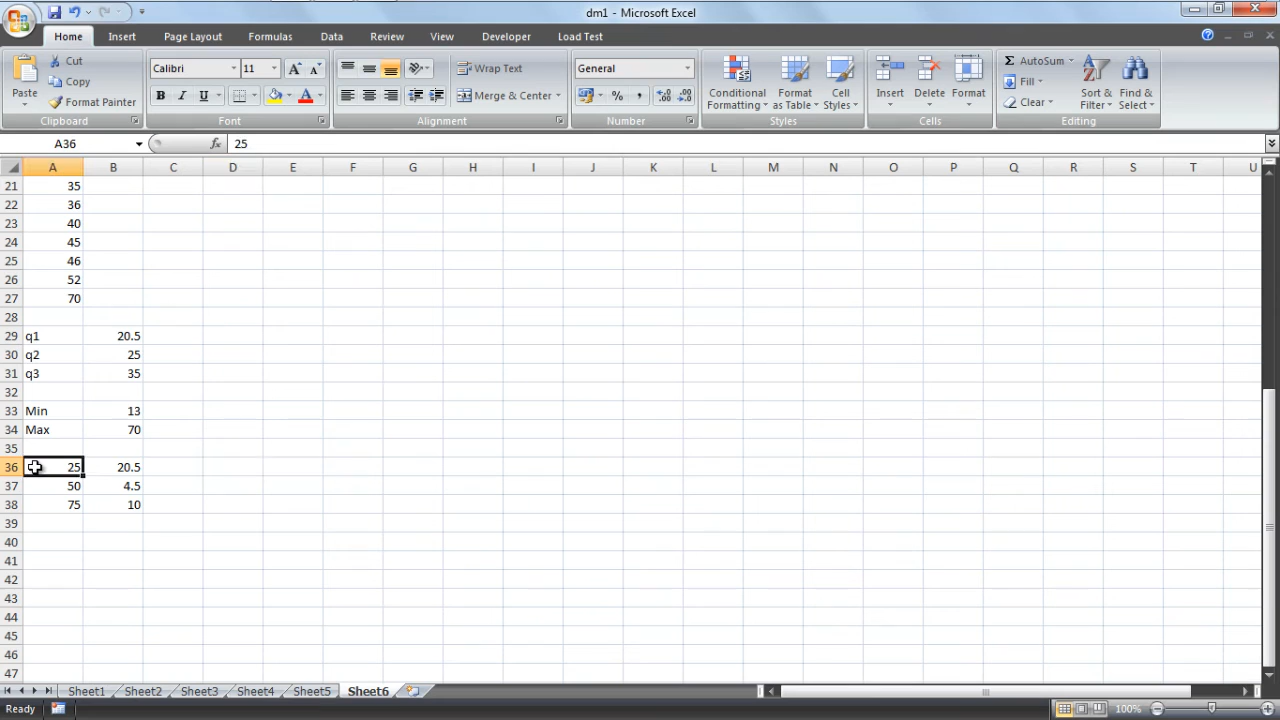 dm1 - Microsoft Excel
Home Insert Page Layout Formulas Data Review View Developer Load Test
Paste Cut Copy Format Painter
Calibri 11
B I U A A A
Wrap Text
Merge & Center
General
% ,
Conditional Formatting Format as Table Cell Styles
Insert Delete Format
Σ AutoSum Fill Clear
Sort & Filter Find & Select
Clipboard Font Alignment Number Styles Cells Editing
A36 fx 25
A B C D E F G H I J K L M N O P Q R S T U
21 35
22 36
23 40
24 45
25 46
26 52
27 70
28
29 q1 20.5
30 q2 25
31 q3 35
32
33 Min 13
34 Max 70
35
36 25 20.5
37 50 4.5
38 75 10
39
40
41
42
43
44
45
46
47
Sheet1 Sheet2 Sheet3 Sheet4 Sheet5 Sheet6
Ready 100%